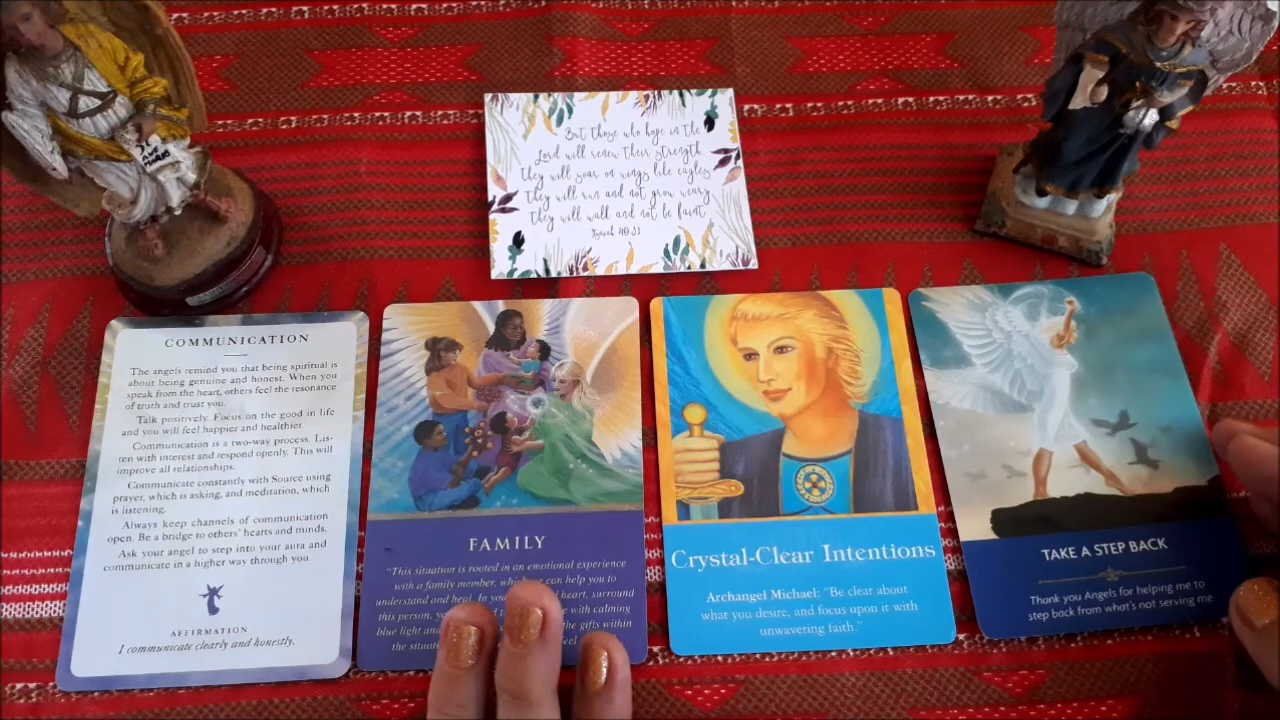 But those who hope in the
Lord will renew their strength.
They will soar on wings like eagles
They will run and not grow weary
They will walk and not be faint
Isaiah 40:31
COMMUNICATION
The angels remind you that being spiritual is
about being genuine and honest. When you
speak from the heart, others feel the resonance
of truth and trust you.
Talk positively. Focus on the good in life
and you will feel happier and healthier.
Communication is a two-way process. Lis-
ten with interest and respond openly. This will
improve all relationships.
Communicate constantly with Source using
prayer, which is asking, and meditation, which
is listening.
Always keep channels of communication
open. Be a bridge to others' hearts and minds.
Ask your angel to step into your aura and
communicate in a higher way through you.
AFFIRMATION
I communicate clearly and honestly.
FAMILY
"This situation is rooted in an emotional experience
with a family member, which we can help you to
understand and heal. In your heart, surround
this person, with calming
blue light and the gifts within
the situat feel
Crystal-Clear Intentions
Archangel Michael: "Be clear about
what you desire, and focus upon it with
unwavering faith."
TAKE A STEP BACK
Thank you Angels for helping me to
step back from what's not serving me.